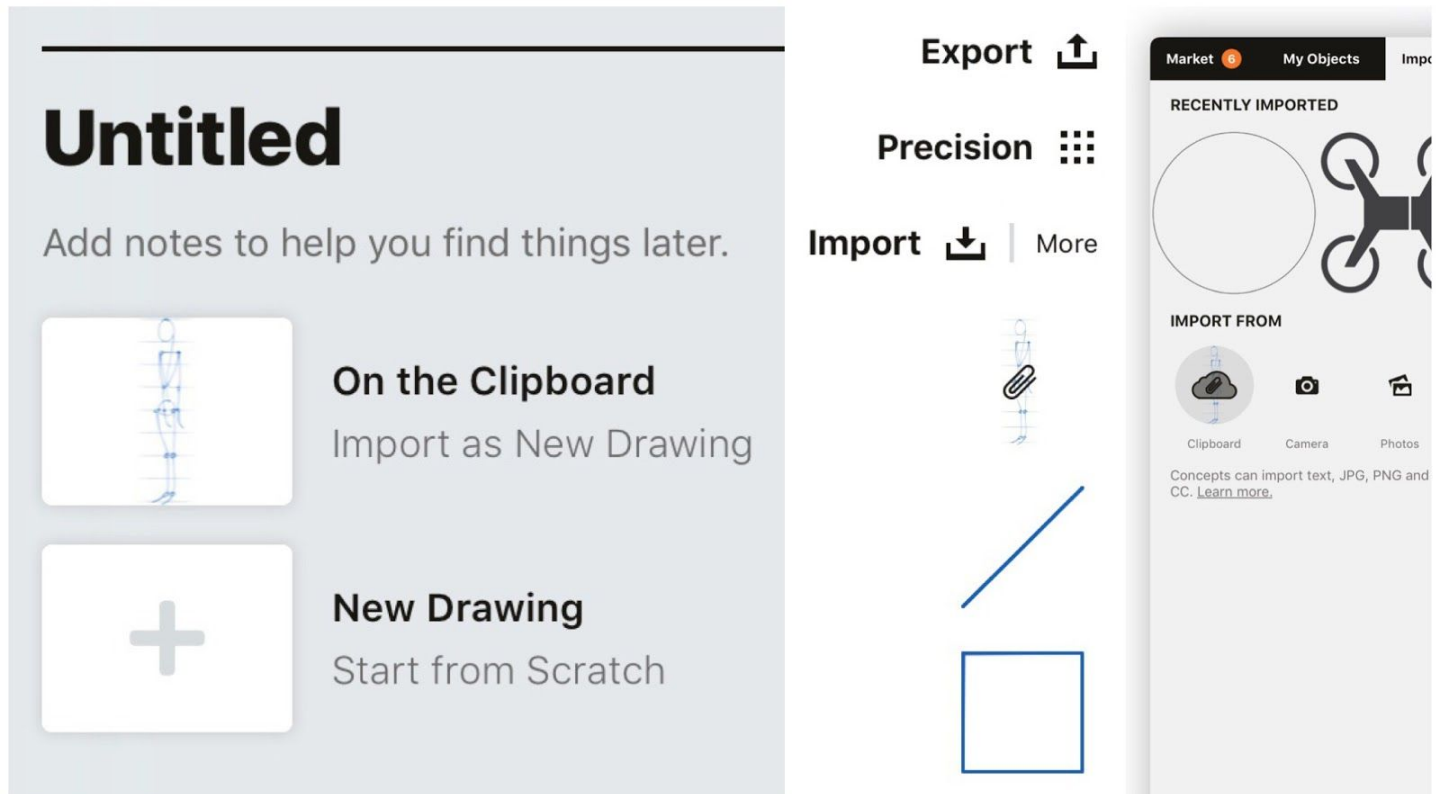 Untitled
Add notes to help you find things later.
On the Clipboard
Import as New Drawing
New Drawing
Start from Scratch
Export
Precision
Import | More
Market 6 My Objects
RECENTLY IMPORTED
IMPORT FROM
Clipboard Camera Photos
Concepts can import text, JPG, PNG and
CC. Learn more.